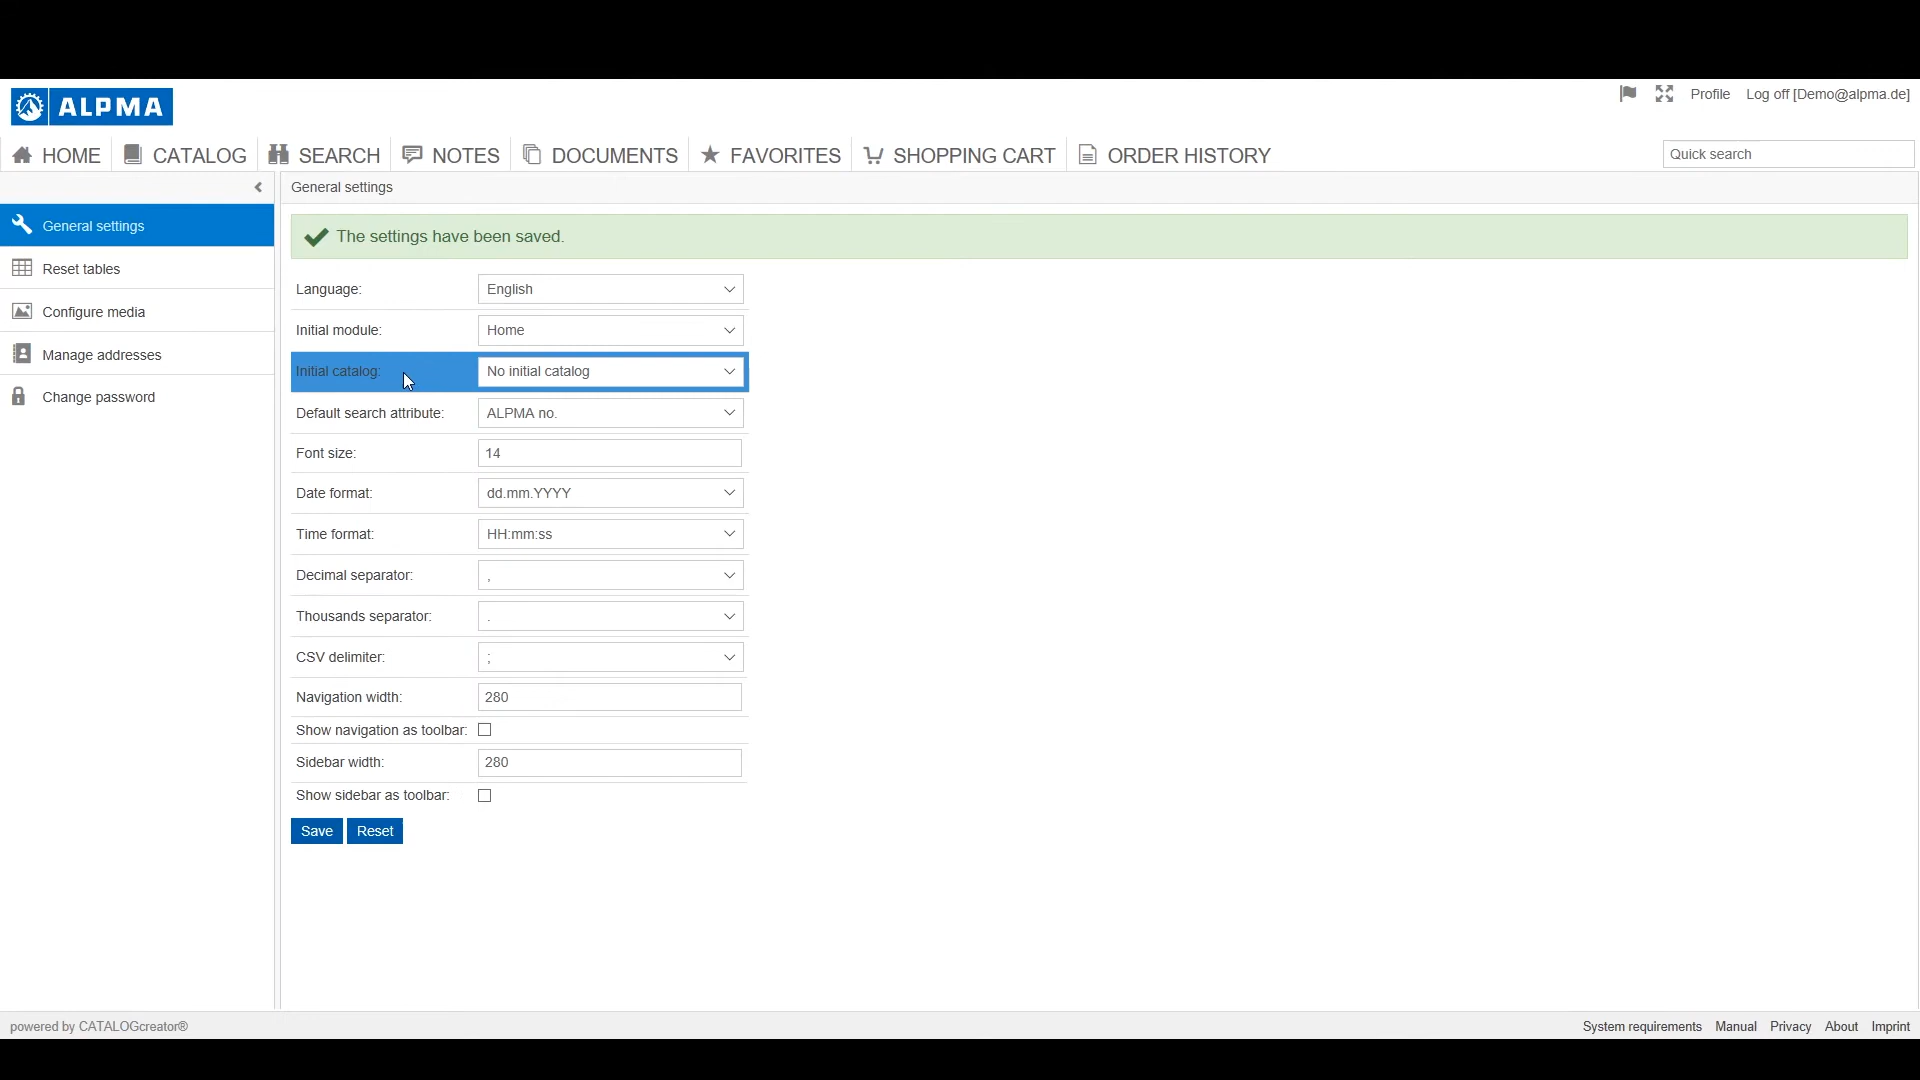 ALPMA
Profile Log off [Demo@alpma.de]
HOME CATALOG SEARCH NOTES DOCUMENTS FAVORITES SHOPPING CART ORDER HISTORY Quick search
General settings
General settings
Reset tables
Configure media
Manage addresses
Change password
The settings have been saved.
Language: English
Initial module: Home
Initial catalog: No initial catalog
Default search attribute: ALPMA no.
Font size: 14
Date format: dd.mm.YYYY
Time format: HH:mm:ss
Decimal separator: ,
Thousands separator: .
CSV delimiter: ;
Navigation width: 280
Show navigation as toolbar:
Sidebar width: 280
Show sidebar as toolbar:
Save Reset
powered by CATALOGcreator® System requirements Manual Privacy About Imprint